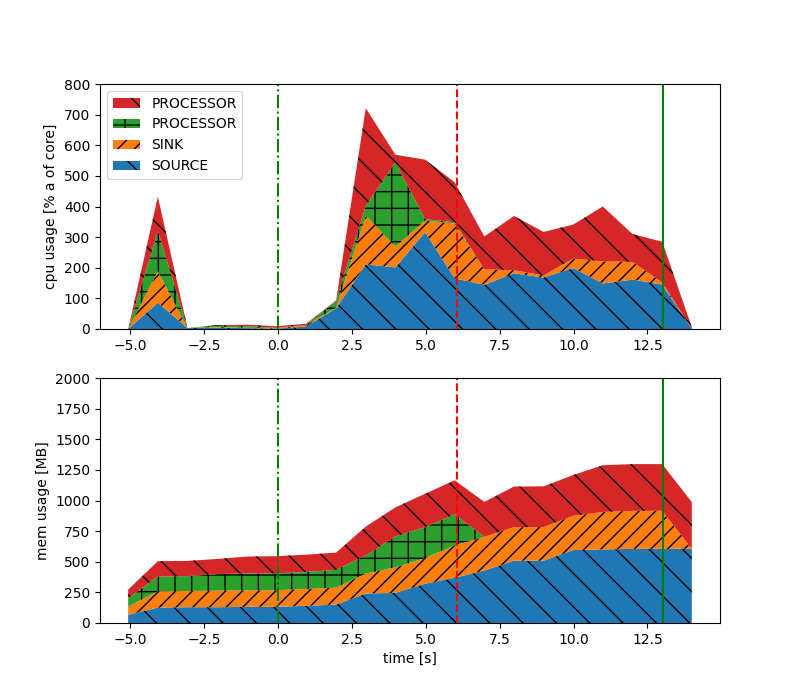 800
700
600
500
400
300
200
100
0
cpu usage [% a of core]
PROCESSOR
PROCESSOR
SINK
SOURCE
−5.0 −2.5 0.0 2.5 5.0 7.5 10.0 12.5
2000
1750
1500
1250
1000
750
500
250
0
mem usage [MB]
−5.0 −2.5 0.0 2.5 5.0 7.5 10.0 12.5
time [s]